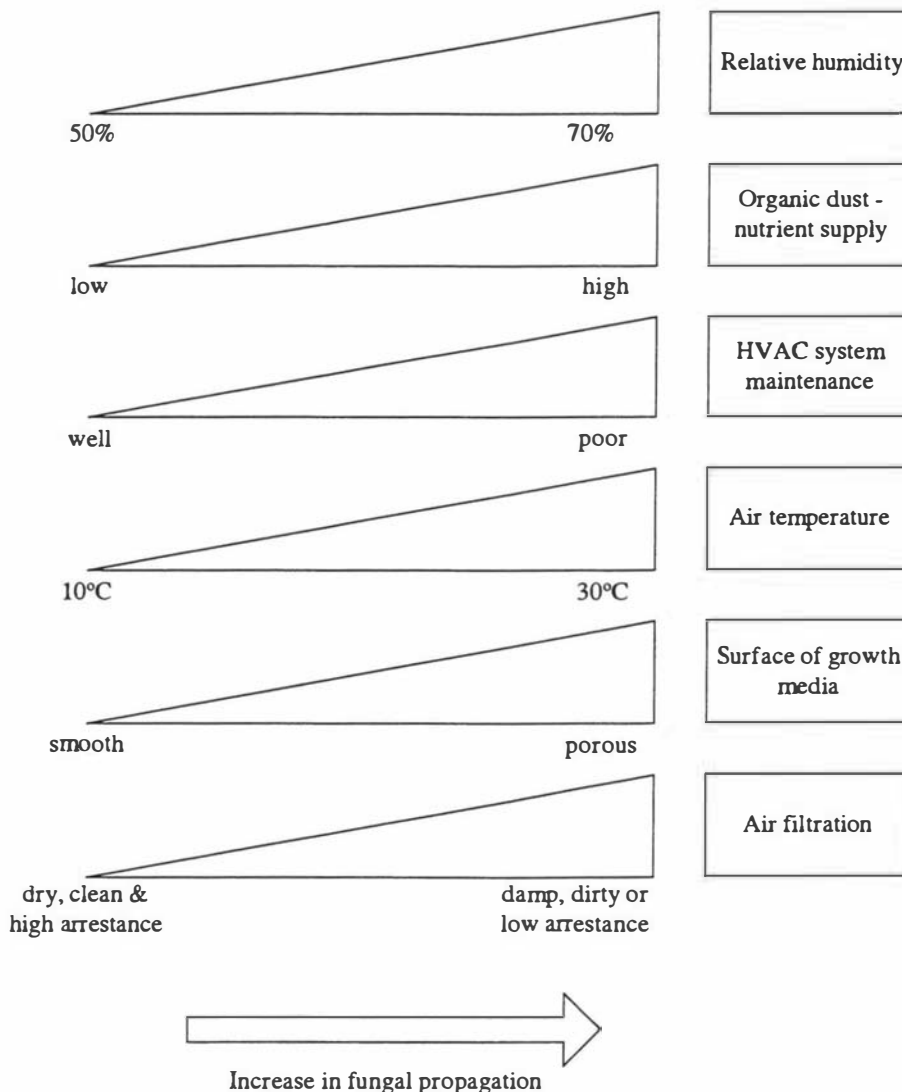 Relative humidity
50%
70%
Organic dust -
nutrient supply
low
high
HVAC system
maintenance
well
poor
Air temperature
10°C
30°C
Surface of growth
media
smooth
porous
Air filtration
dry, clean &
high arrestance
damp, dirty or
low arrestance
Increase in fungal propagation